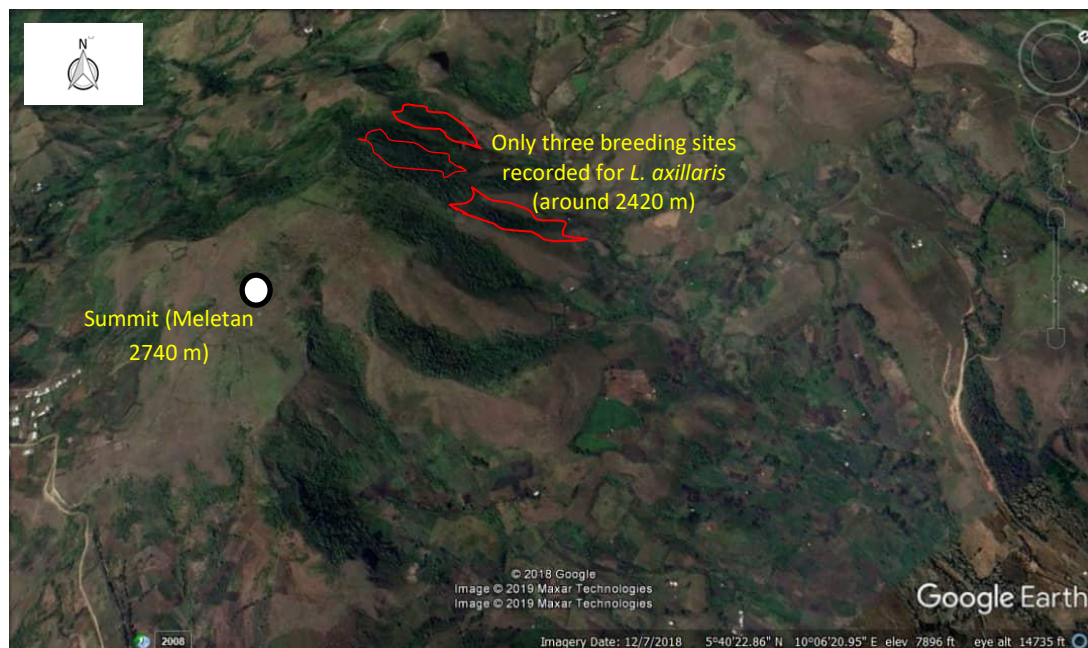 N
Only three breeding sites
recorded for L. axillaris
(around 2420 m)
Summit (Meletan
2740 m)
© 2018 Google
Image © 2019 Maxar Technologies
Image © 2019 Maxar Technologies
Google Earth
2008
Imagery Date: 12/7/2018 5°40'22.86" N 10°06'20.95" E elev 7896 ft eye alt 14735 ft